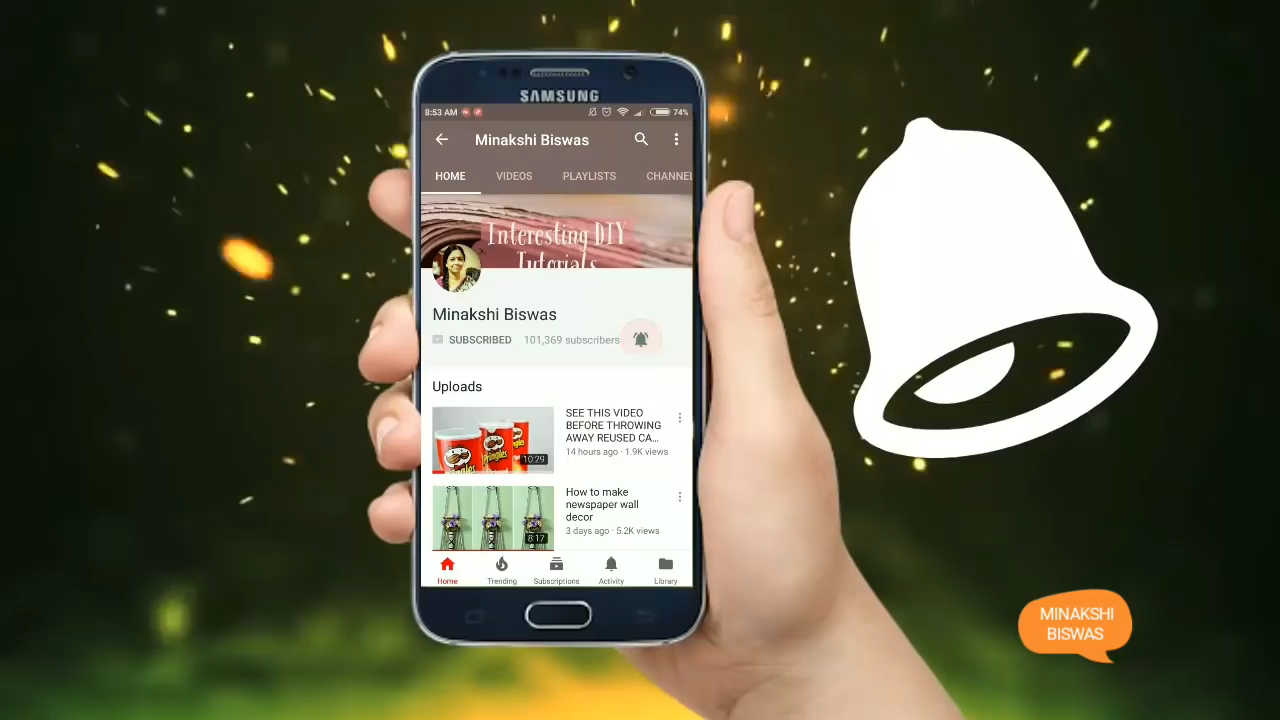 SAMSUNG
8:53 AM
74%
Minakshi Biswas
HOME VIDEOS PLAYLISTS CHANNEL
Interesting DIY
Tutorials
Minakshi Biswas
SUBSCRIBED 101,369 subscribers
Uploads
SEE THIS VIDEO
BEFORE THROWING
AWAY REUSED CA...
14 hours ago · 1.9K views
Pringles
Pringles
10:29
How to make
newspaper wall
decor
3 days ago · 5.2K views
8:17
Home Trending Subscriptions Activity Library
MINAKSHI
BISWAS